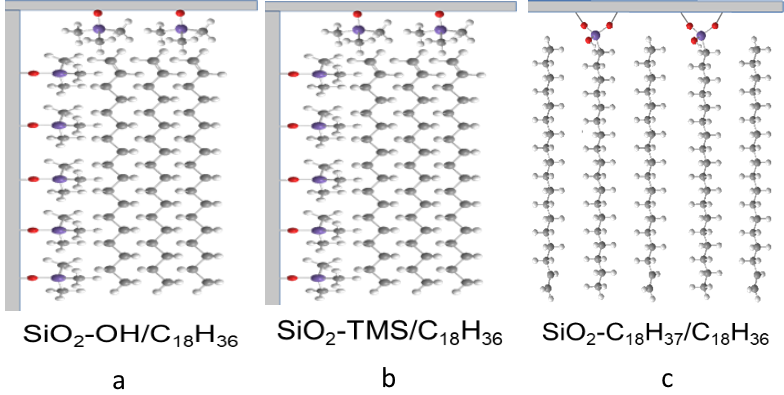 SiO₂-OH/C₁₈H₃₆
SiO₂-TMS/C₁₈H₃₆
SiO₂-C₁₈H₃₇/C₁₈H₃₆
a
b
c